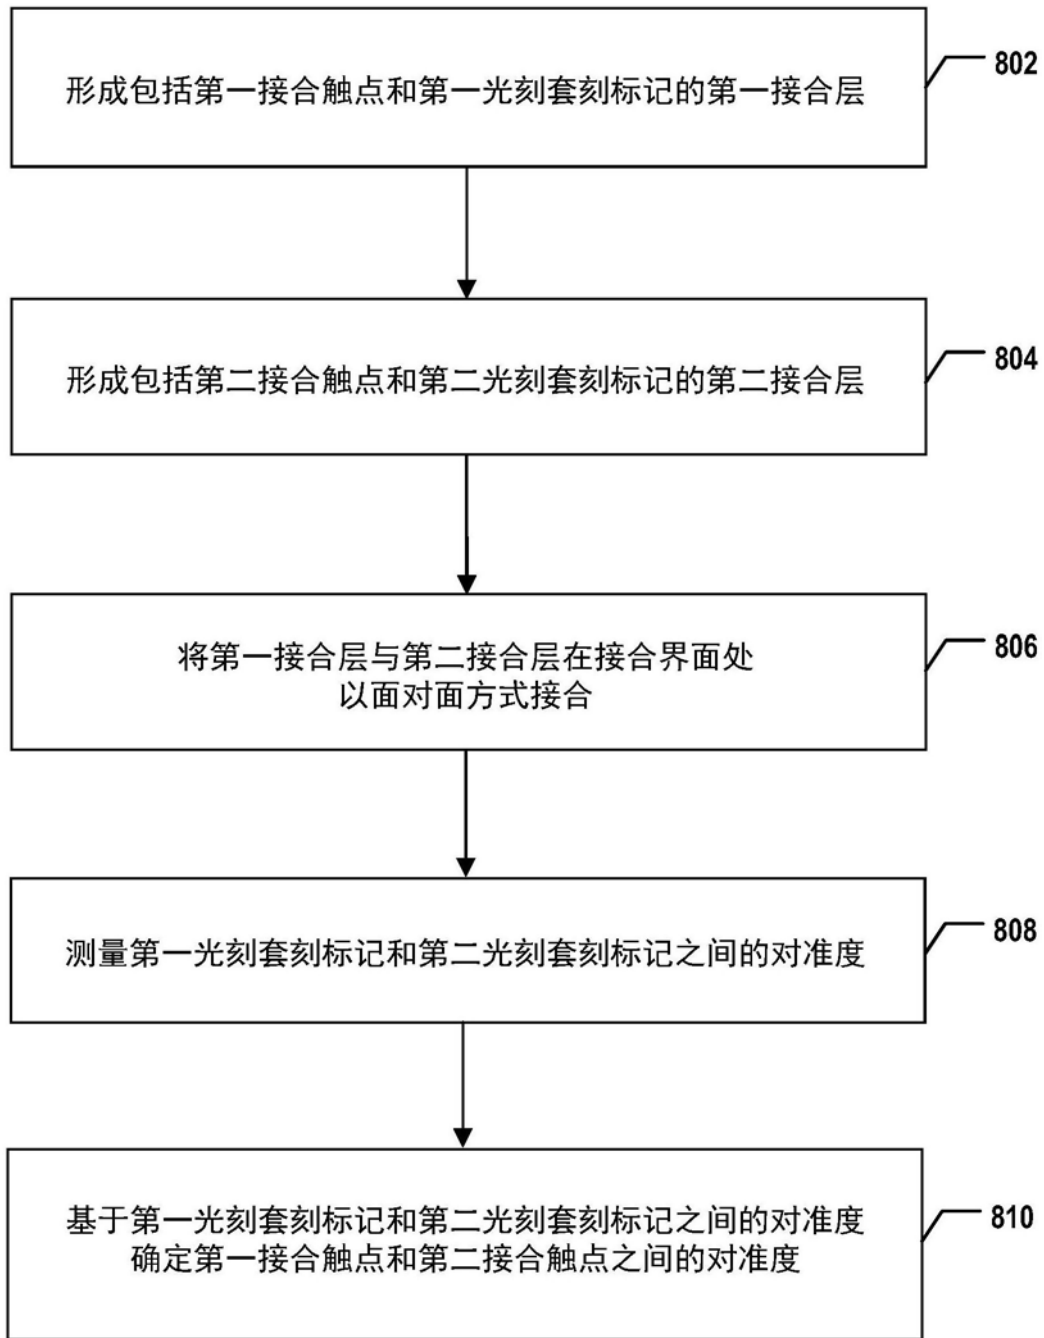 形成包括第一接合触点和第一光刻套刻标记的第一接合层
802
形成包括第二接合触点和第二光刻套刻标记的第二接合层
804
将第一接合层与第二接合层在接合界面处
以面对面方式接合
806
测量第一光刻套刻标记和第二光刻套刻标记之间的对准度
808
基于第一光刻套刻标记和第二光刻套刻标记之间的对准度
确定第一接合触点和第二接合触点之间的对准度
810